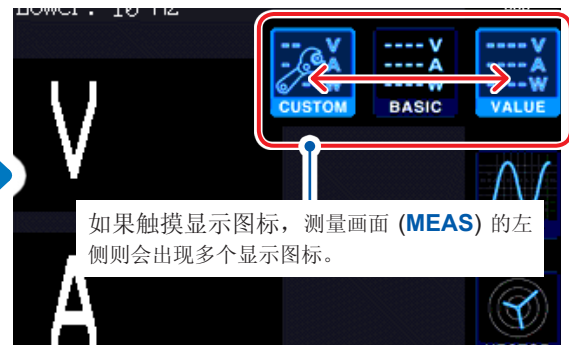 Lower: 10 Hz
V
A
-- V
- A
W
CUSTOM
---- V
---- A
---- W
BASIC
---- V
---- A
---- W
VALUE
如果触摸显示图标，测量画面 (MEAS) 的左
侧则会出现多个显示图标。